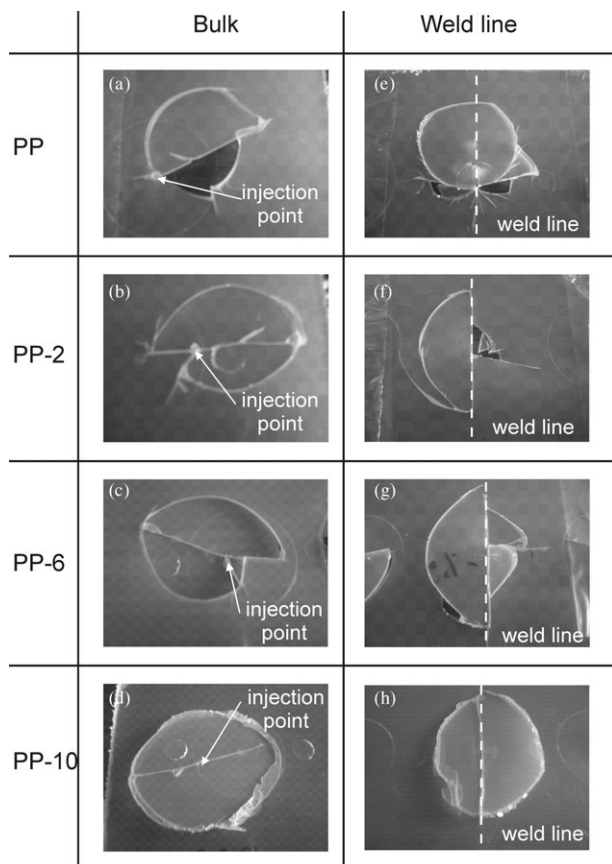 Bulk
Weld line
PP
(a)
injection
point
(e)
weld line
PP-2
(b)
injection
point
(f)
weld line
PP-6
(c)
injection
point
(g)
weld line
PP-10
(d)
injection
point
(h)
weld line